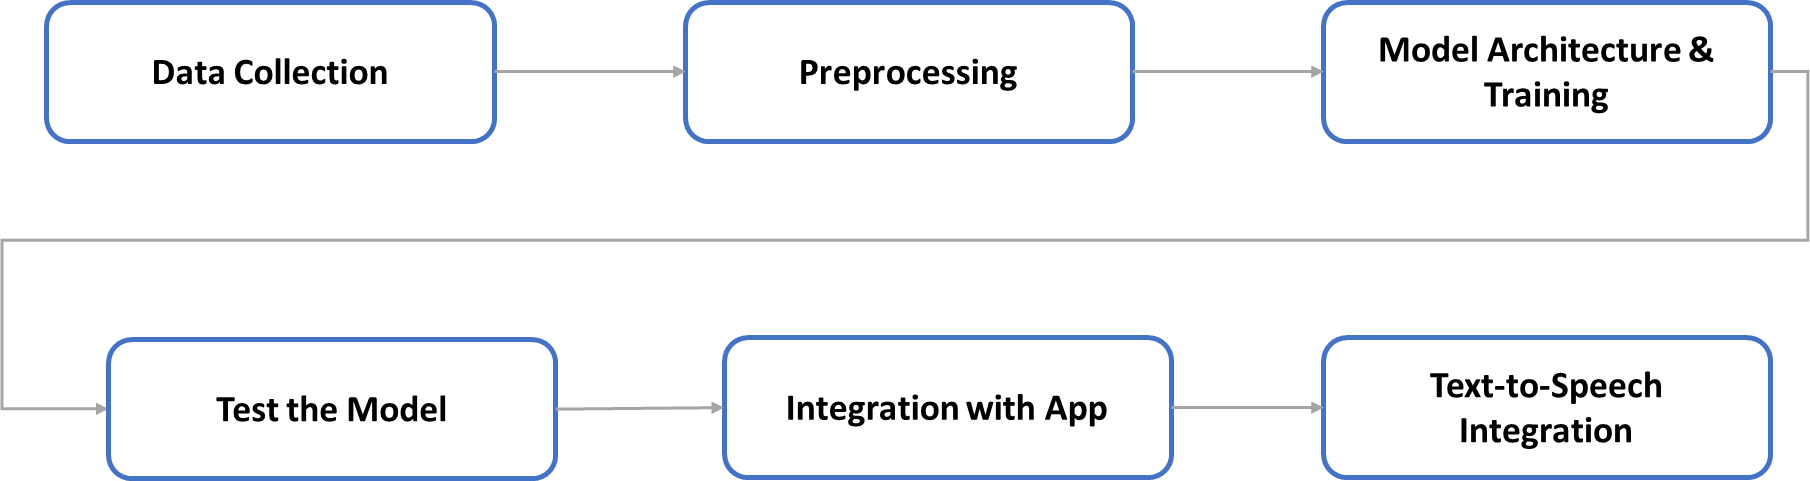 Data Collection
Preprocessing
Model Architecture &
Training
Test the Model
Integration with App
Text-to-Speech
Integration